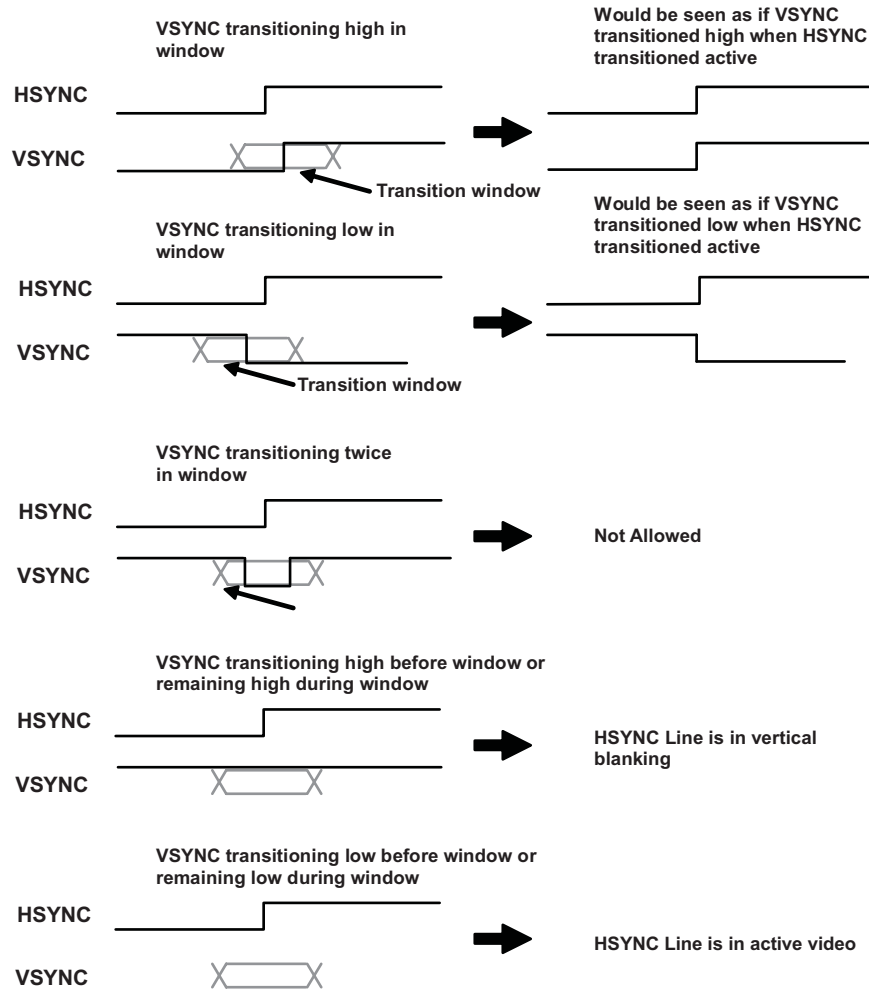 VSYNC transitioning high in
window
Would be seen as if VSYNC
transitioned high when HSYNC
transitioned active
HSYNC
VSYNC
Transition window
VSYNC transitioning low in
window
Would be seen as if VSYNC
transitioned low when HSYNC
transitioned active
HSYNC
VSYNC
Transition window
VSYNC transitioning twice
in window
HSYNC
VSYNC
Not Allowed
VSYNC transitioning high before window or
remaining high during window
HSYNC
VSYNC
HSYNC Line is in vertical
blanking
VSYNC transitioning low before window or
remaining low during window
HSYNC
VSYNC
HSYNC Line is in active video